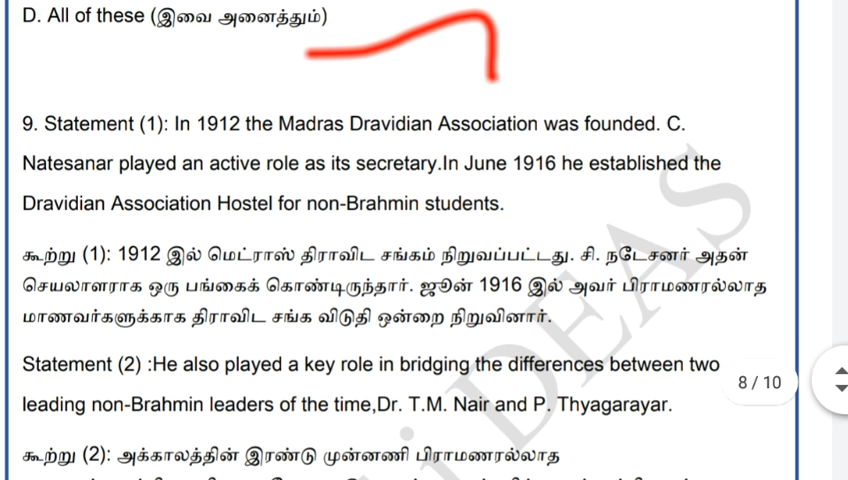 D. All of these (இவை அனைத்தும்)
9. Statement (1): In 1912 the Madras Dravidian Association was founded. C.
Natesanar played an active role as its secretary.In June 1916 he established the
Dravidian Association Hostel for non-Brahmin students.
கூற்று (1): 1912 இல் மெட்ராஸ் திராவிட சங்கம் நிறுவப்பட்டது. சி. நடேசனர் அதன்
செயலாளராக ஒரு பங்கைக் கொண்டிருந்தார். ஜூன் 1916 இல் அவர் பிராமணரல்லாத
மாணவர்களுக்காக திராவிட சங்க விடுதி ஒன்றை நிறுவினார்.
Statement (2) :He also played a key role in bridging the differences between two
8 / 10
leading non-Brahmin leaders of the time,Dr. T.M. Nair and P. Thyagarayar.
கூற்று (2): அக்காலத்தின் இரண்டு முன்னணி பிராமணரல்லாத
DEAS